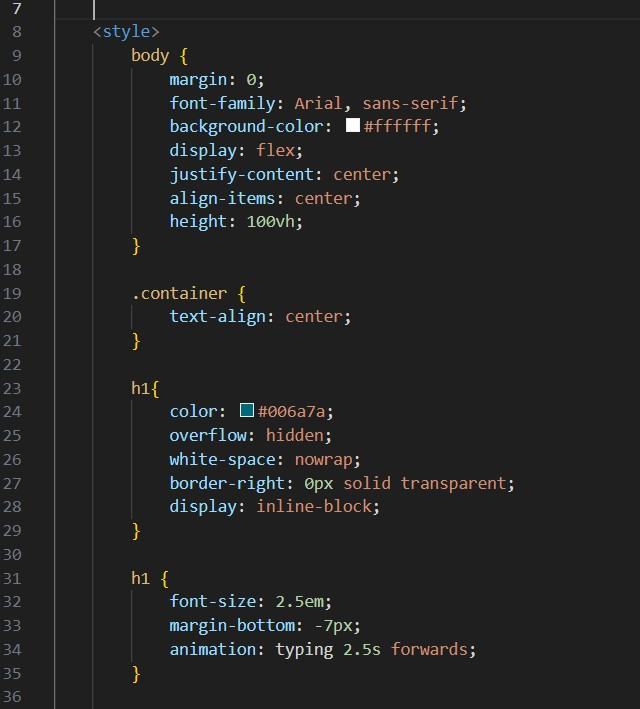 7
8 <style>
9 body {
10 margin: 0;
11 font-family: Arial, sans-serif;
12 background-color: #ffffff;
13 display: flex;
14 justify-content: center;
15 align-items: center;
16 height: 100vh;
17 }
18
19 .container {
20 text-align: center;
21 }
22
23 h1{
24 color: #006a7a;
25 overflow: hidden;
26 white-space: nowrap;
27 border-right: 0px solid transparent;
28 display: inline-block;
29 }
30
31 h1 {
32 font-size: 2.5em;
33 margin-bottom: -7px;
34 animation: typing 2.5s forwards;
35 }
36